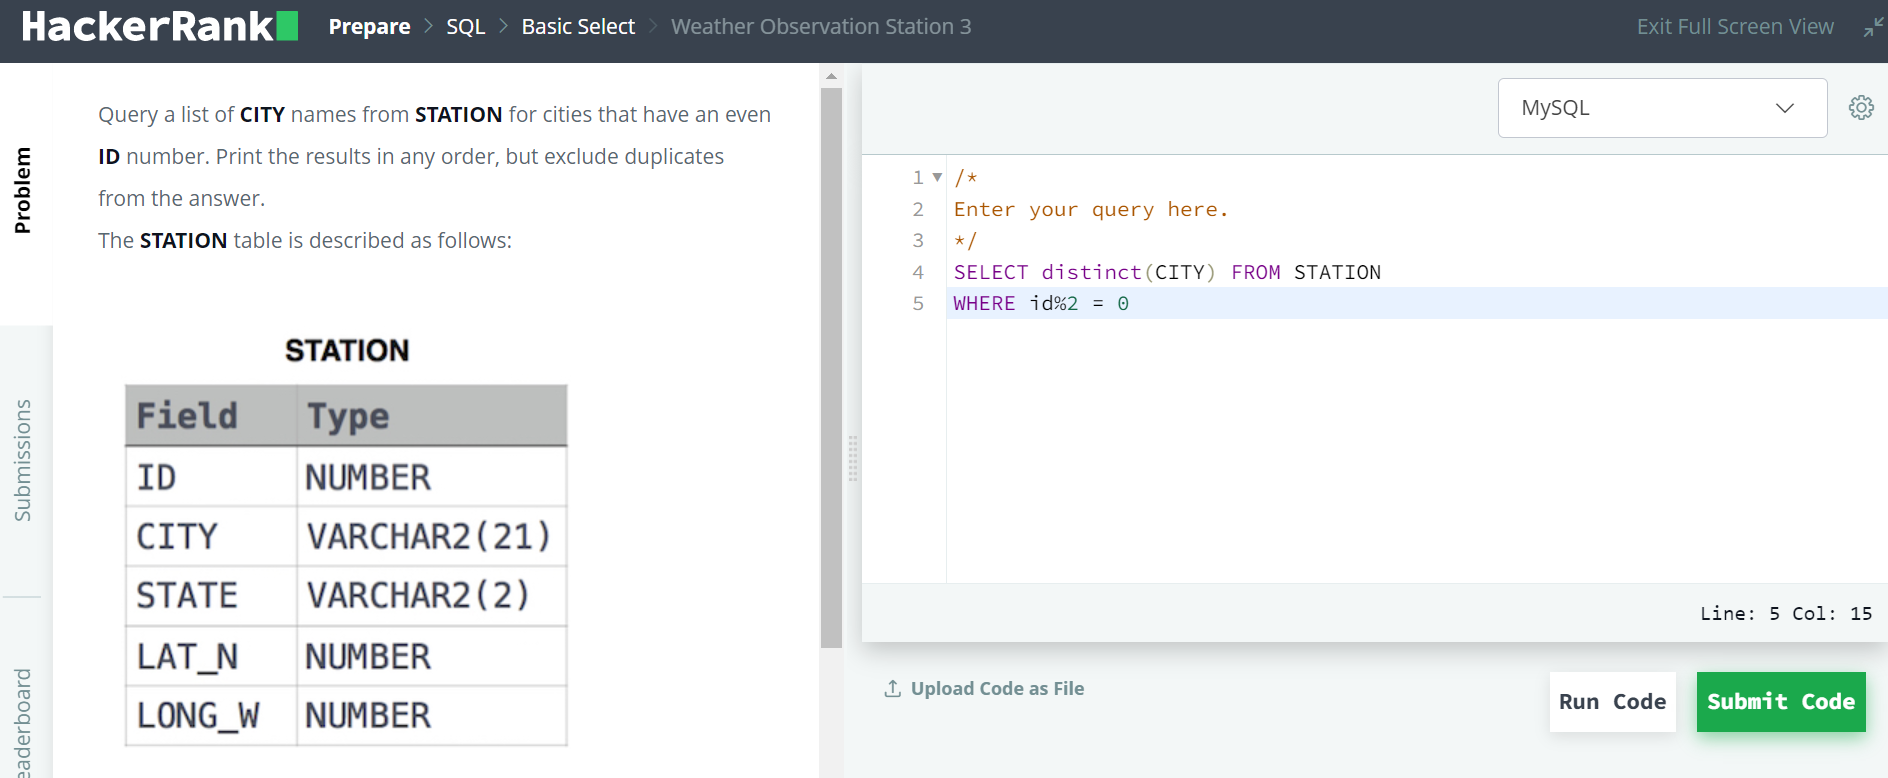 HackerRank
Prepare > SQL > Basic Select > Weather Observation Station 3
Exit Full Screen View
Problem
Submissions
Query a list of CITY names from STATION for cities that have an even
ID number. Print the results in any order, but exclude duplicates
from the answer.
The STATION table is described as follows:
STATION
Field Type
ID NUMBER
CITY VARCHAR2(21)
STATE VARCHAR2(2)
LAT_N NUMBER
LONG_W NUMBER
MySQL
1 /*
2 Enter your query here.
3 */
4 SELECT distinct(CITY) FROM STATION
5 WHERE id%2 = 0
Line: 5 Col: 15
Upload Code as File
Run Code
Submit Code